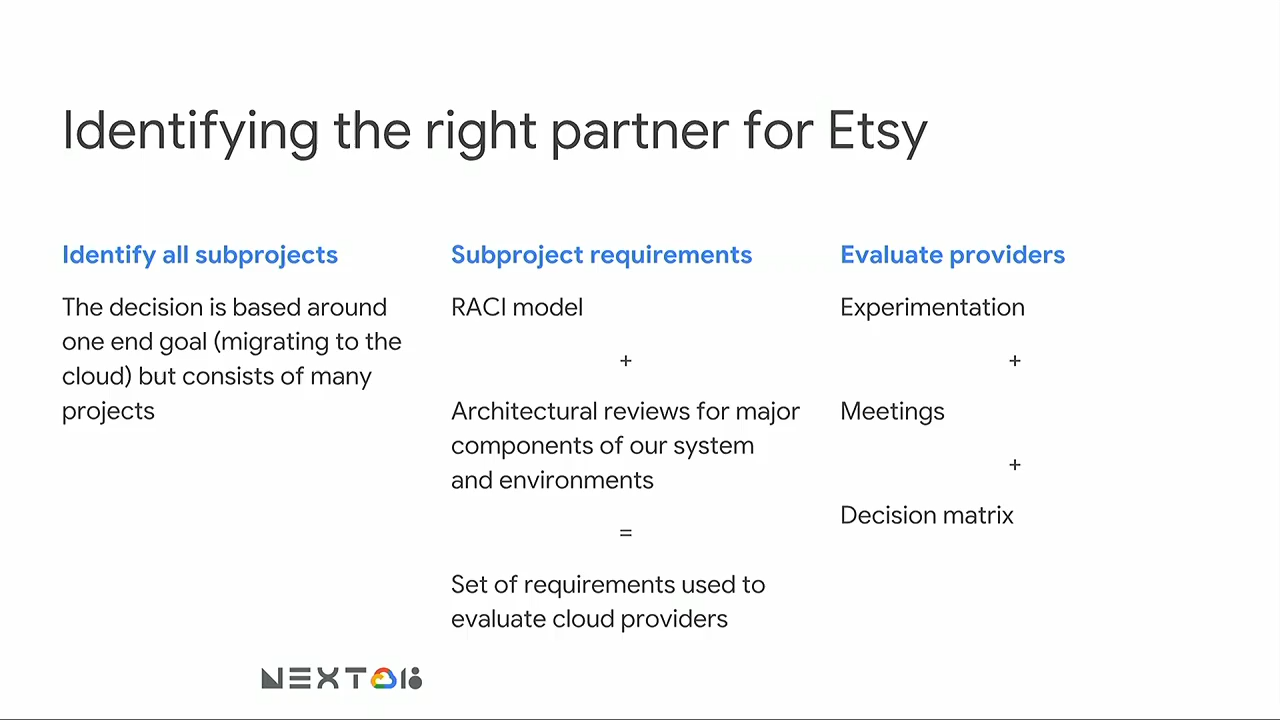 Identifying the right partner for Etsy
Identify all subprojects
The decision is based around
one end goal (migrating to the
cloud) but consists of many
projects
Subproject requirements
RACI model
+
Architectural reviews for major
components of our system
and environments
=
Set of requirements used to
evaluate cloud providers
Evaluate providers
Experimentation
+
Meetings
+
Decision matrix
NEXT 18